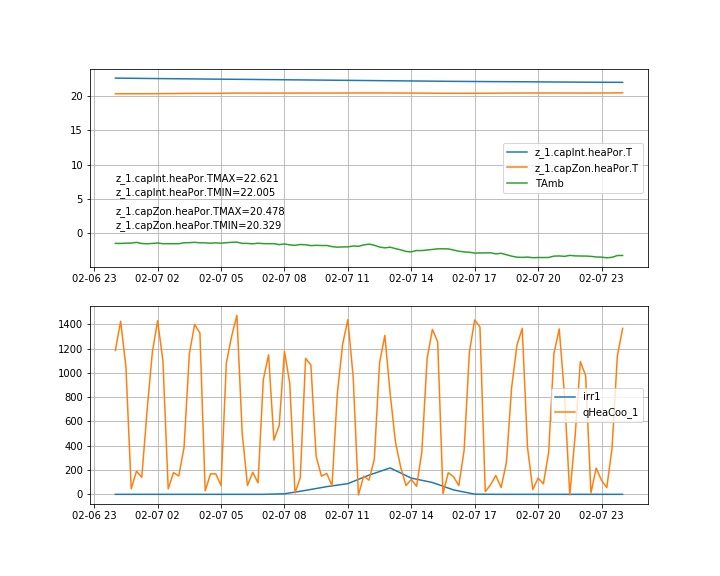 20
15
10
5
0
z_1.capInt.heaPor.T
z_1.capZon.heaPor.T
TAmb
z_1.capInt.heaPor.TMAX=22.621
z_1.capInt.heaPor.TMIN=22.005
z_1.capZon.heaPor.TMAX=20.478
z_1.capZon.heaPor.TMIN=20.329
02-06 23 02-07 02 02-07 05 02-07 08 02-07 11 02-07 14 02-07 17 02-07 20 02-07 23
1400
1200
1000
800
600
400
200
0
irr1
qHeaCoo_1
02-06 23 02-07 02 02-07 05 02-07 08 02-07 11 02-07 14 02-07 17 02-07 20 02-07 23